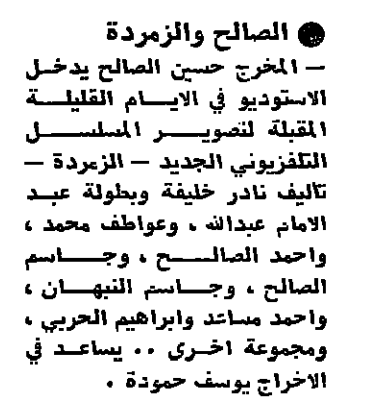 ● الصالح والزمردة
— المخرج حسين الصالح يدخل
الاستوديو في الايام القليلة
المقبلة لتصوير المسلسل
التلفزيوني الجديد — الزمردة —
تأليف نادر خليفة وبطولة عبد
الامام عبدالله ، وعواطف محمد ،
واحمد الصالح ، وجاسم
الصالح ، وجاسم النبهان ،
واحمد مساعد وابراهيم الحربي ،
ومجموعة اخرى .. يساعد في
الاخراج يوسف حمودة .